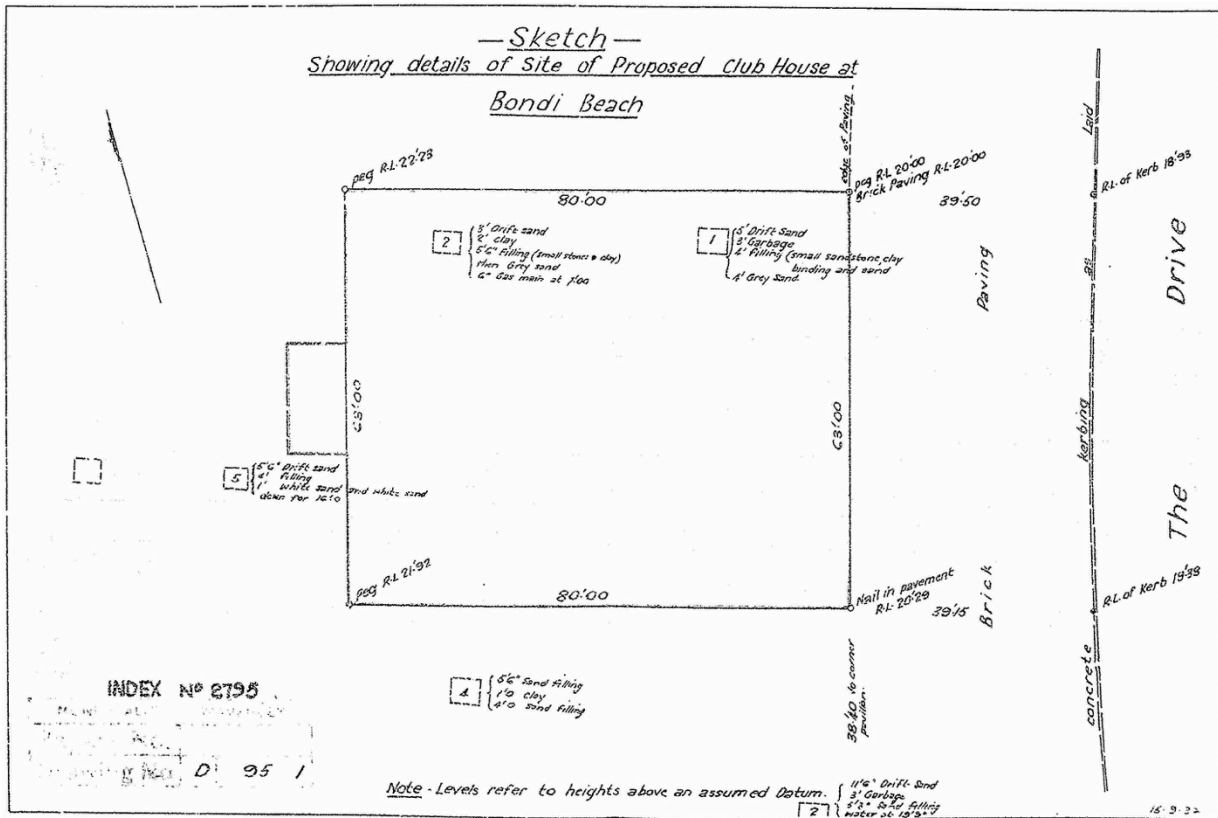 — Sketch —
Showing details of Site of Proposed Club House at
Bondi Beach
edge of Paving
Laid
peg R.L. 22'23
peg R.L. 20'00
Brick Paving R.L. 20'00
80'00
39'50
R.L. of Kerb 18'93
2
3' Drift sand
2' clay
5'6" Filling (small stones & clay)
then Grey sand
6" Gas main at 7'00
1
5' Drift Sand
3' Garbage
4' Filling (small sandstone, clay
binding and sand
4' Grey Sand
Paving
as
Drive
63'00
63'00
kerbing
5
5'6" Drift sand
4' Filling
1' White sand and white sand
down for 16'0
The
peg R.L. 21'92
80'00
Nail in pavement
R.L. 20'29
39'15
Brick
R.L. of Kerb 19'39
4
5'6" Sand Filling
1'0 clay
4'0 Sand filling
38'40 to corner
pavilion.
concrete
INDEX Nº 2795
No.
Drawing No. D 95 1
Note - Levels refer to heights above an assumed Datum.
2
11'6" Drift Sand
3' Garbage
5'3" Sand filling
water at 19'9"
15-9-32